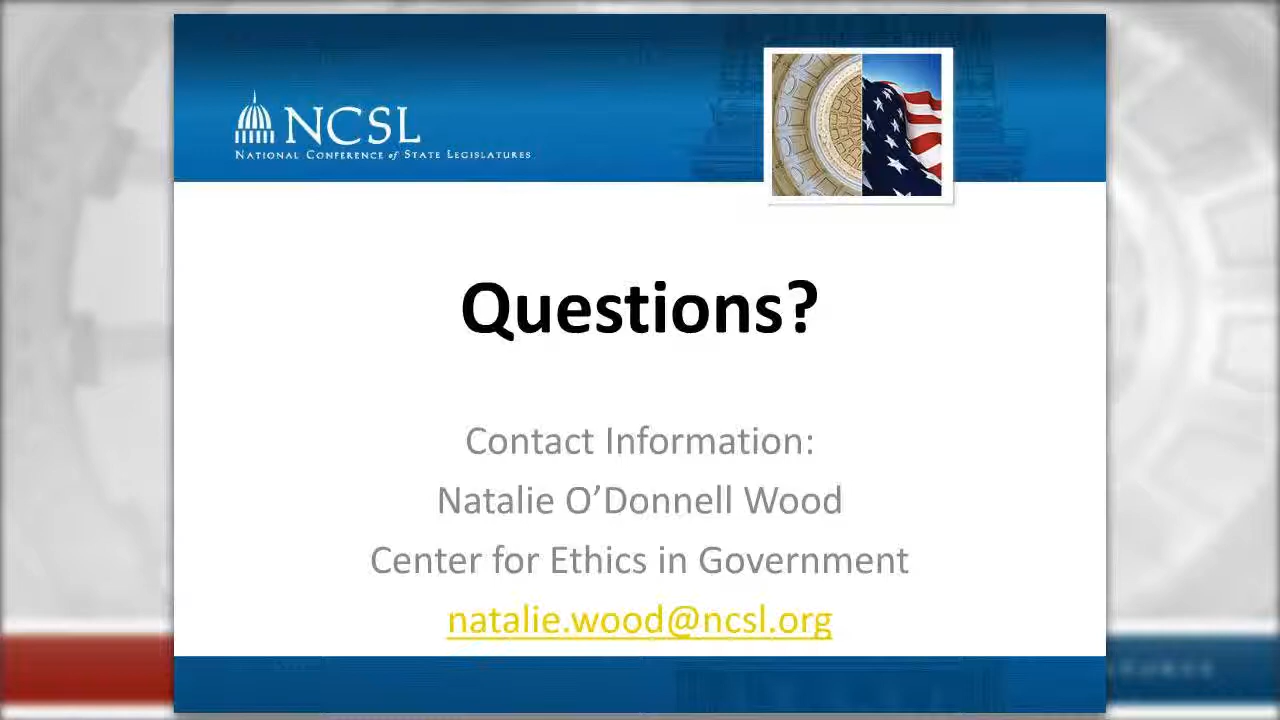 NCSL
NATIONAL CONFERENCE of STATE LEGISLATURES
Questions?
Contact Information:
Natalie O’Donnell Wood
Center for Ethics in Government
natalie.wood@ncsl.org